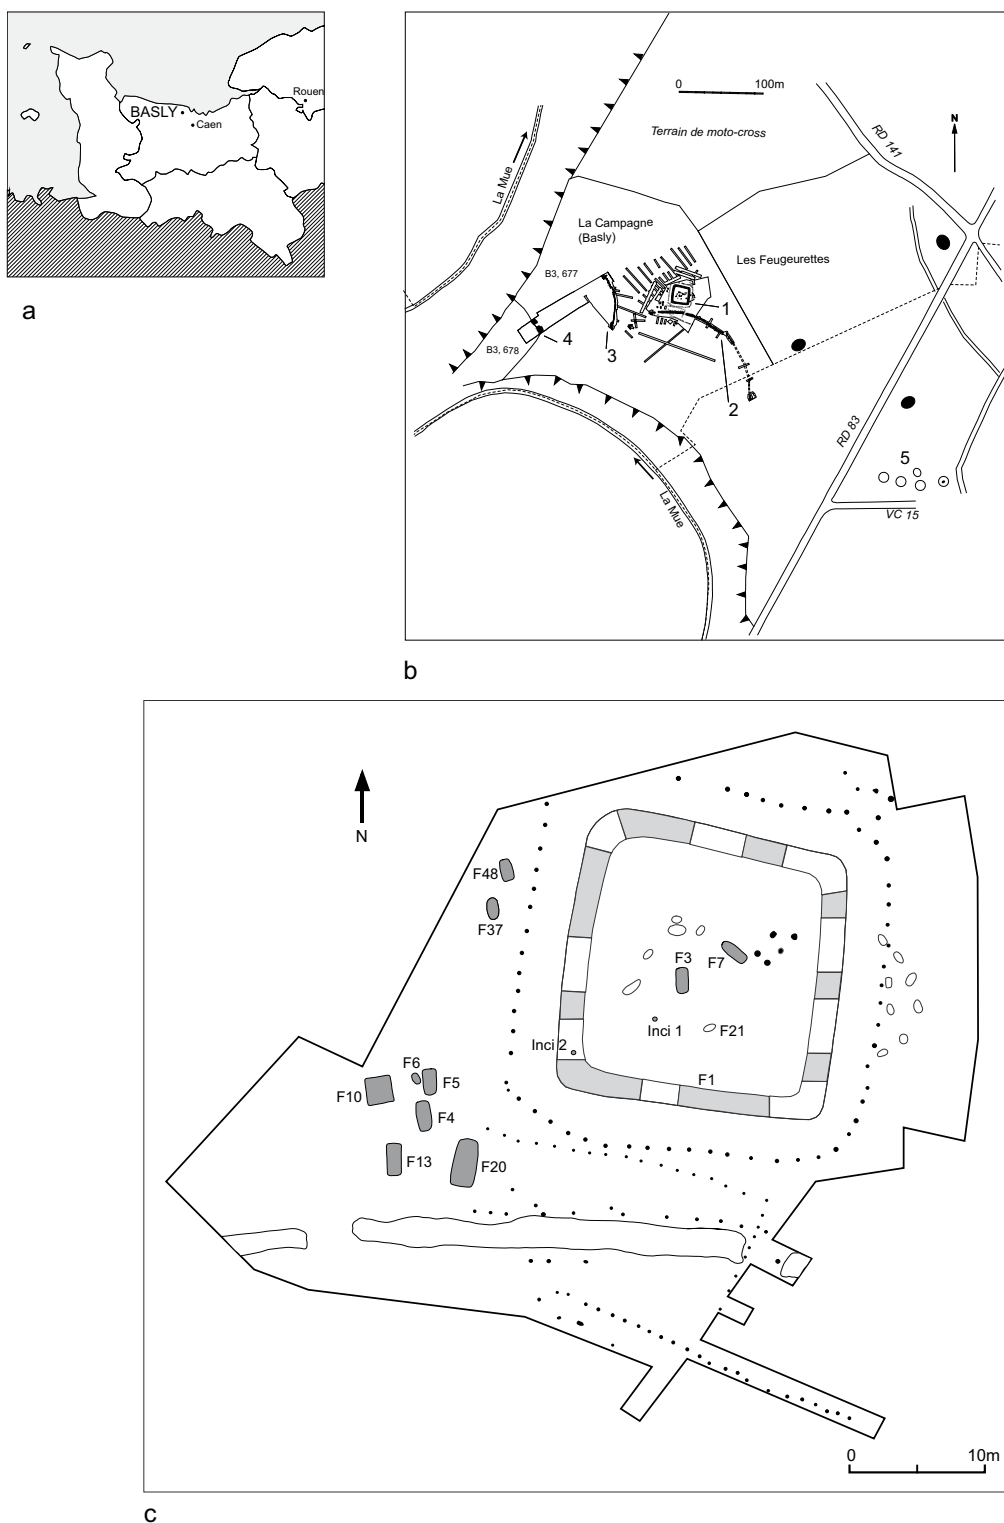 Rouen
BASLY
Caen
a
0 100m
Terrain de moto-cross
N
RD 141
La Mue
La Campagne
(Basly)
Les Feugeurettes
B3, 677
1
4
3
B3, 678
2
RD 83
5
La Mue
VC 15
b
N
F48
F37
F3
F7
Inci 1
F21
Inci 2
F6
F5
F1
F10
F4
F13
F20
0 10m
c